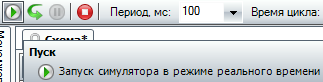 Период, мс: 100 Время цикла:
Схема*
Пуск
Запуск симулятора в режиме реального времени